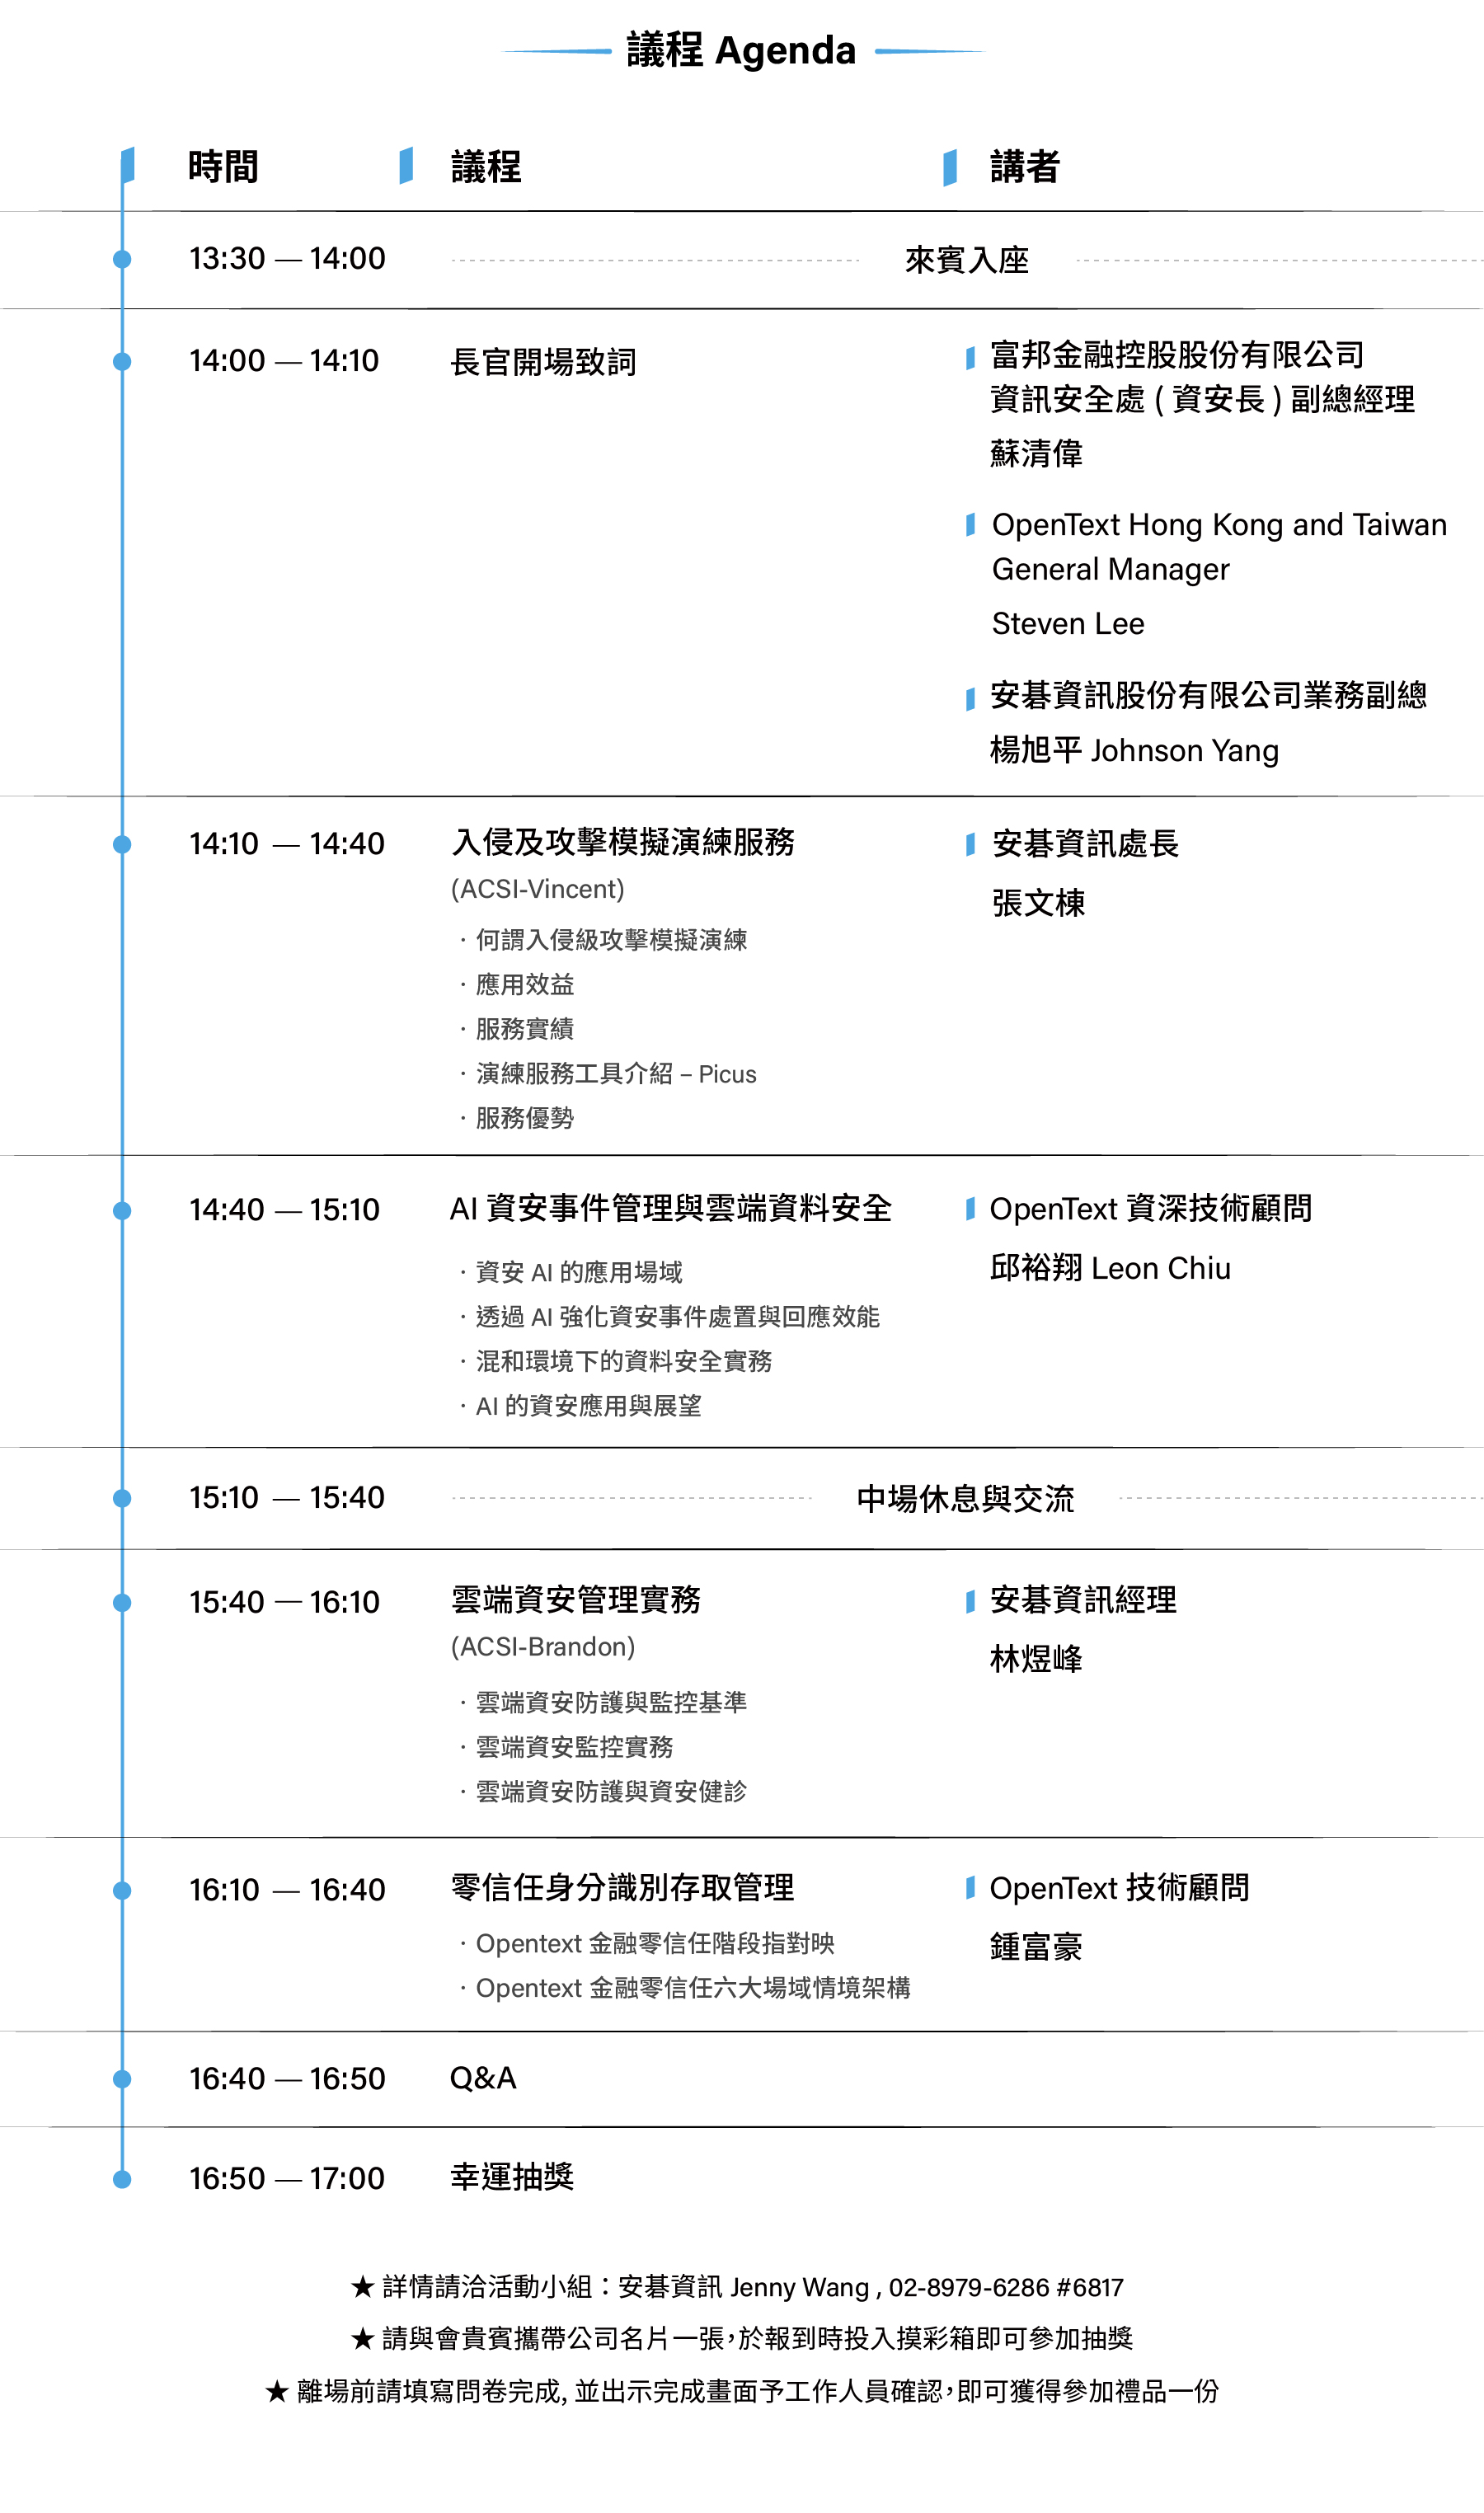 議程 Agenda
時間 議程 講者
13:30 — 14:00 來賓入座
14:00 — 14:10 長官開場致詞
富邦金融控股股份有限公司
資訊安全處 ( 資安長 ) 副總經理
蘇清偉
OpenText Hong Kong and Taiwan
General Manager
Steven Lee
安碁資訊股份有限公司業務副總
楊旭平 Johnson Yang
14:10 — 14:40 入侵及攻擊模擬演練服務
(ACSI-Vincent)
· 何謂入侵級攻擊模擬演練
· 應用效益
· 服務實績
· 演練服務工具介紹 – Picus
· 服務優勢
安碁資訊處長
張文棟
14:40 — 15:10 AI 資安事件管理與雲端資料安全
· 資安 AI 的應用場域
· 透過 AI 強化資安事件處置與回應效能
· 混和環境下的資料安全實務
· AI 的資安應用與展望
OpenText 資深技術顧問
邱裕翔 Leon Chiu
15:10 — 15:40 中場休息與交流
15:40 — 16:10 雲端資安管理實務
(ACSI-Brandon)
· 雲端資安防護與監控基準
· 雲端資安監控實務
· 雲端資安防護與資安健診
安碁資訊經理
林煜峰
16:10 — 16:40 零信任身分識別存取管理
· Opentext 金融零信任階段指對映
· Opentext 金融零信任六大場域情境架構
OpenText 技術顧問
鍾富豪
16:40 — 16:50 Q&A
16:50 — 17:00 幸運抽獎
★ 詳情請洽活動小組：安碁資訊 Jenny Wang , 02-8979-6286 #6817
★ 請與會貴賓攜帶公司名片一張，於報到時投入摸彩箱即可參加抽獎
★ 離場前請填寫問卷完成, 並出示完成畫面予工作人員確認，即可獲得參加禮品一份